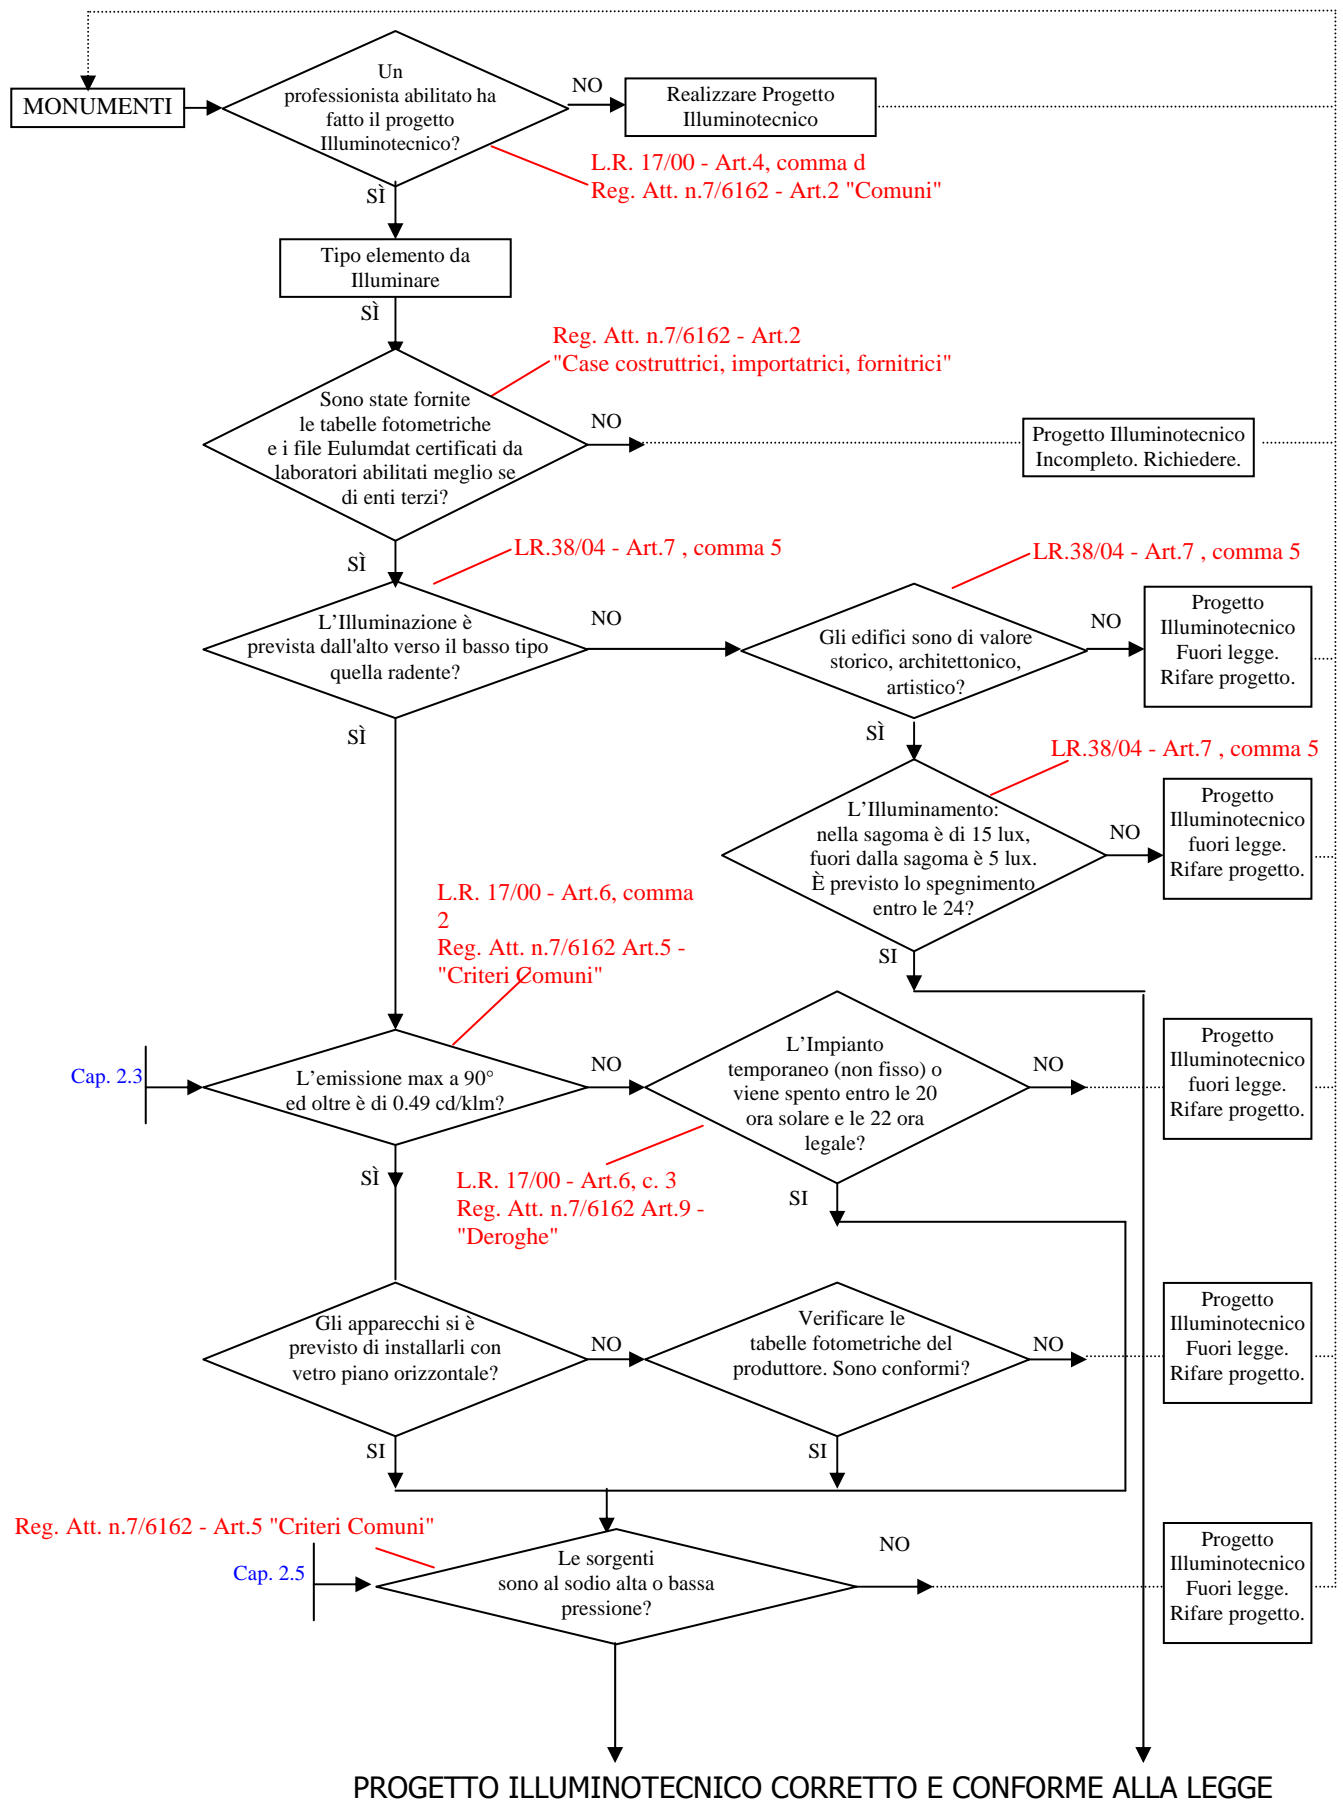 MONUMENTI
Un
professionista abilitato ha
fatto il progetto
Illuminotecnico?
NO
Realizzare Progetto
Illuminotecnico
L.R. 17/00 - Art.4, comma d
Reg. Att. n.7/6162 - Art.2 "Comuni"
SÌ
Tipo elemento da
Illuminare
SÌ
Reg. Att. n.7/6162 - Art.2
"Case costruttrici, importatrici, fornitrici"
Sono state fornite
le tabelle fotometriche
e i file Eulumdat certificati da
laboratori abilitati meglio se
di enti terzi?
NO
Progetto Illuminotecnico
Incompleto. Richiedere.
SÌ
LR.38/04 - Art.7 , comma 5
L'Illuminazione è
prevista dall'alto verso il basso tipo
quella radente?
NO
LR.38/04 - Art.7 , comma 5
Gli edifici sono di valore
storico, architettonico,
artistico?
NO
Progetto
Illuminotecnico
Fuori legge.
Rifare progetto.
SÌ
SÌ
LR.38/04 - Art.7 , comma 5
L'Illuminamento:
nella sagoma è di 15 lux,
fuori dalla sagoma è 5 lux.
È previsto lo spegnimento
entro le 24?
NO
Progetto
Illuminotecnico
fuori legge.
Rifare progetto.
SI
L.R. 17/00 - Art.6, comma
2
Reg. Att. n.7/6162 Art.5 -
"Criteri Comuni"
Cap. 2.3
L'emissione max a 90°
ed oltre è di 0.49 cd/klm?
NO
L'Impianto
temporaneo (non fisso) o
viene spento entro le 20
ora solare e le 22 ora
legale?
NO
Progetto
Illuminotecnico
fuori legge.
Rifare progetto.
SÌ
L.R. 17/00 - Art.6, c. 3
Reg. Att. n.7/6162 Art.9 -
"Deroghe"
SI
Gli apparecchi si è
previsto di installarli con
vetro piano orizzontale?
NO
Verificare le
tabelle fotometriche del
produttore. Sono conformi?
NO
Progetto
Illuminotecnico
Fuori legge.
Rifare progetto.
SI
SI
Reg. Att. n.7/6162 - Art.5 "Criteri Comuni"
Cap. 2.5
Le sorgenti
sono al sodio alta o bassa
pressione?
NO
Progetto
Illuminotecnico
Fuori legge.
Rifare progetto.
PROGETTO ILLUMINOTECNICO CORRETTO E CONFORME ALLA LEGGE